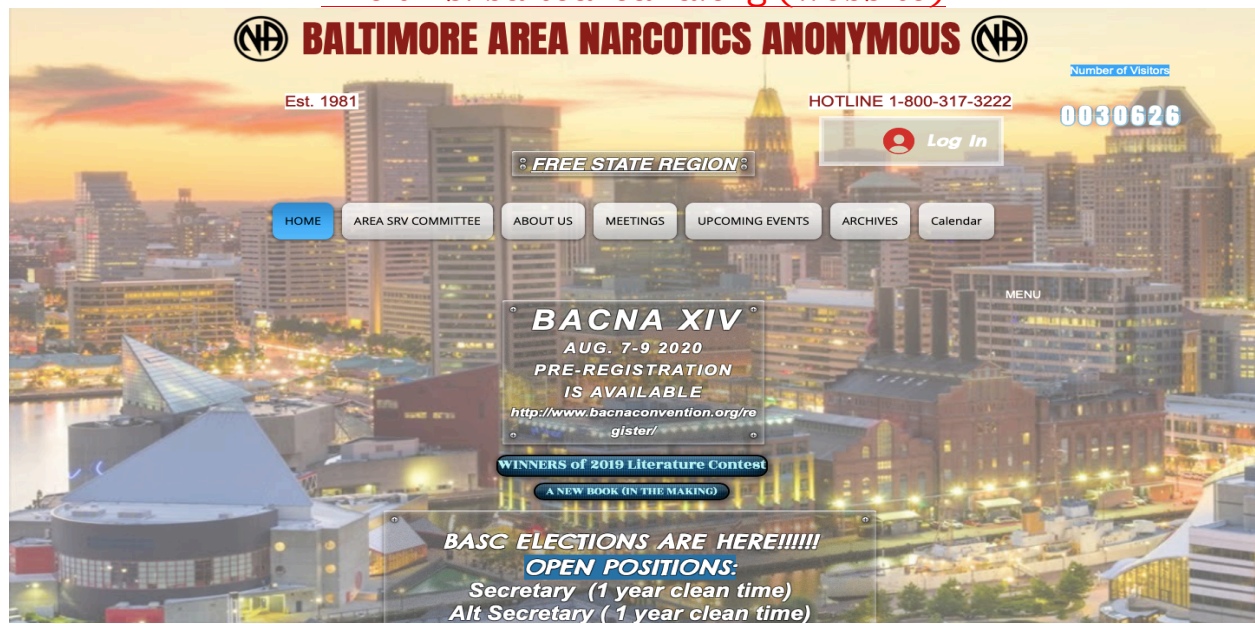 (website)
BALTIMORE AREA NARCOTICS ANONYMOUS
Number of Visitors
Est. 1981
HOTLINE 1-800-317-3222
0030626
Log In
FREE STATE REGION
HOME
AREA SRV COMMITTEE
ABOUT US
MEETINGS
UPCOMING EVENTS
ARCHIVES
Calendar
MENU
BACNA XIV
AUG. 7-9 2020
PRE-REGISTRATION
IS AVAILABLE
http://www.bacnaconvention.org/re
gister/
WINNERS of 2019 Literature Contest
A NEW BOOK (IN THE MAKING)
BASC ELECTIONS ARE HERE!!!!!!
OPEN POSITIONS:
Secretary (1 year clean time)
Alt Secretary ( 1 year clean time)